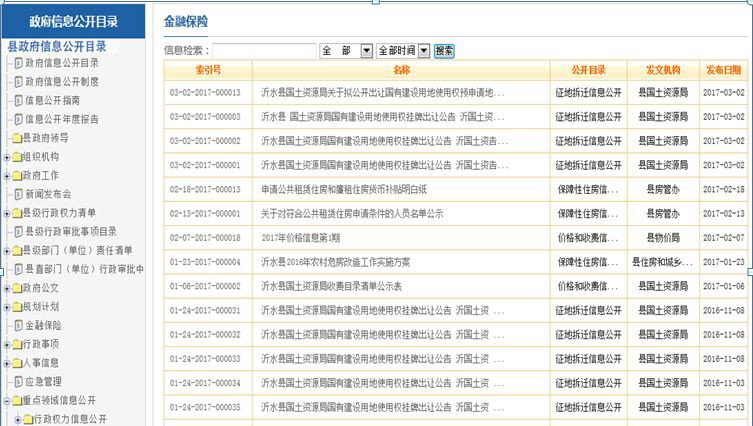 政府信息公开目录
县政府信息公开目录
政府信息公开目录
政府信息公开制度
信息公开指南
信息公开年度报告
县政府领导
组织机构
政府工作
新闻发布会
县级行政权力清单
县级行政审批事项目录
县级部门（单位）责任清单
县直部门（单位）行政审批中
政府公文
规划计划
金融保险
行政事项
人事信息
应急管理
重点领域信息公开
行政权力信息公开
金融保险
信息检索： 全 部 全部时间 搜索
索引号 名称 公开目录 发文机构 发布日期
03-02-2017-000013 沂水县国土资源局关于拟公开出让国有建设用地使用权预申请地... 征地拆迁信息公开 县国土资源局 2017-03-02
03-02-2017-000003 沂水县 国土资源局国有建设用地使用权挂牌出让公告 沂国土资... 征地拆迁信息公开 县国土资源局 2017-03-02
03-02-2017-000002 沂水县国土资源局国有建设用地使用权挂牌出让公告 沂国土资告... 征地拆迁信息公开 县国土资源局 2017-03-02
03-02-2017-000001 沂水县国土资源局国有建设用地使用权挂牌出让公告 沂国土资告... 征地拆迁信息公开 县国土资源局 2017-03-02
02-18-2017-000013 申请公共租赁住房和廉租住房货币补贴明白纸 保障性住房信... 县房管办 2017-02-18
02-13-2017-000001 关于对符合公共租赁住房申请条件的人员名单公示 保障性住房信... 县房管办 2017-02-13
02-07-2017-000018 2017年价格信息第1期 价格和收费信... 县物价局 2017-02-07
01-23-2017-000004 沂水县2016年农村危房改造工作实施方案 保障性住房信... 县住房和城乡... 2017-01-23
01-06-2017-000002 沂水县国土资源局收费目录清单公示表 价格和收费信... 县国土资源局 2017-01-06
01-24-2017-000031 沂水县国土资源局国有建设用地使用权挂牌出让公告 沂国土资 ... 征地拆迁信息公开 县国土资源局 2016-11-08
01-24-2017-000032 沂水县国土资源局国有建设用地使用权挂牌出让公告 沂国土资 ... 征地拆迁信息公开 县国土资源局 2016-11-08
01-24-2017-000033 沂水县国土资源局国有建设用地使用权挂牌出让公告 沂国土资 ... 征地拆迁信息公开 县国土资源局 2016-11-08
01-24-2017-000034 沂水县国土资源局国有建设用地使用权挂牌出让公告 沂国土资 ... 征地拆迁信息公开 县国土资源局 2016-11-03
01-24-2017-000035 沂水县国土资源局国有建设用地使用权挂牌出让公告 沂国土资 ... 征地拆迁信息公开 县国土资源局 2016-11-03